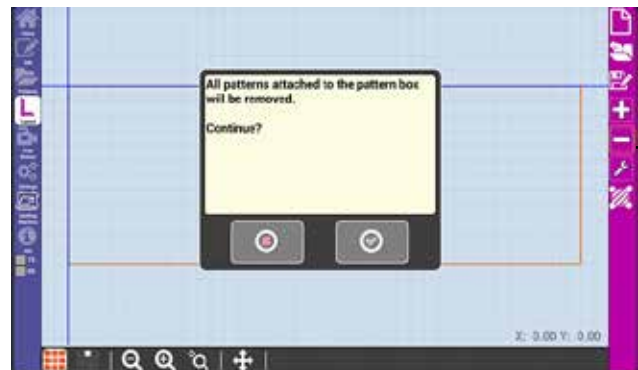 All patterns attached to the pattern box
will be removed.
Continue?
L
X: 0.00 Y: 0.00